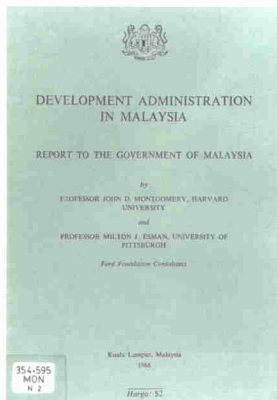 DEVELOPMENT ADMINISTRATION
IN MALAYSIA
REPORT TO THE GOVERNMENT OF MALAYSIA
by
PROFESSOR JOHN D. MONTGOMERY, HARVARD
UNIVERSITY
and
PROFESSOR MILTON J. ESMAN, UNIVERSITY OF
PITTSBURGH
Ford Foundation Consultants
Kuala Lumpur, Malaysia
1966
354-595
MON
N 2
Harga: $2